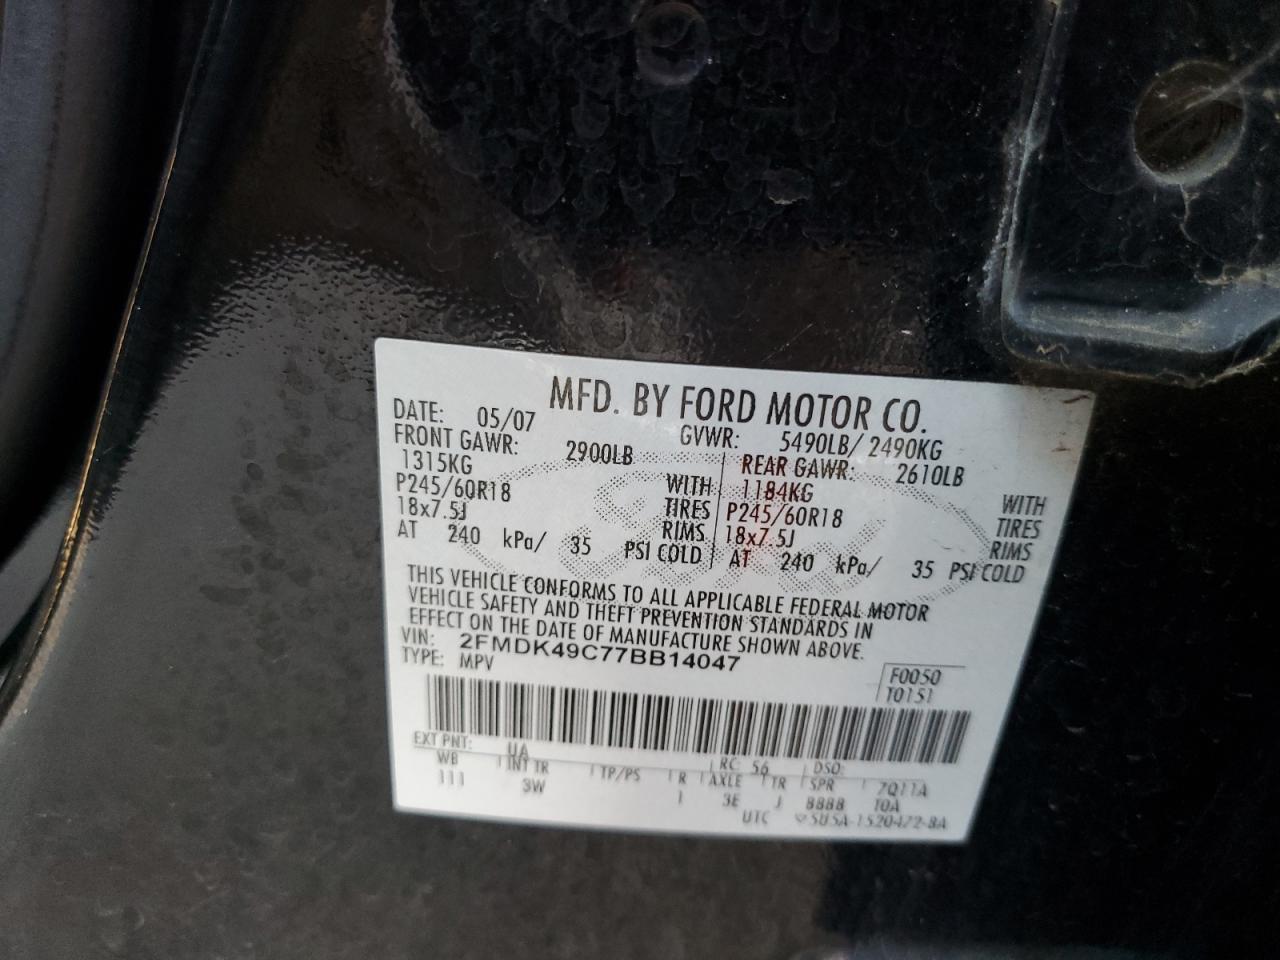 MFD. BY FORD MOTOR CO.
DATE: 05/07 GVWR: 5490LB/ 2490KG
FRONT GAWR: 2900LB REAR GAWR: 2610LB
1315KG WITH 1184KG WITH
P245/60R18 TIRES P245/60R18 TIRES
18x7.5J RIMS 18x7.5J RIMS
AT 240 kPa/ 35 PSI COLD AT 240 kPa/ 35 PSI COLD
THIS VEHICLE CONFORMS TO ALL APPLICABLE FEDERAL MOTOR
VEHICLE SAFETY AND THEFT PREVENTION STANDARDS IN
EFFECT ON THE DATE OF MANUFACTURE SHOWN ABOVE.
VIN: 2FMDK49C77BB14047
TYPE: MPV
F0050
T0151
EXT PNT: UA RC: 56 DSO:
WB INT TR TP/PS R AXLE TR SPR 7Q11A
111 3W 1 3E J 8888 10A
UTC 5U5A-1520472-BA